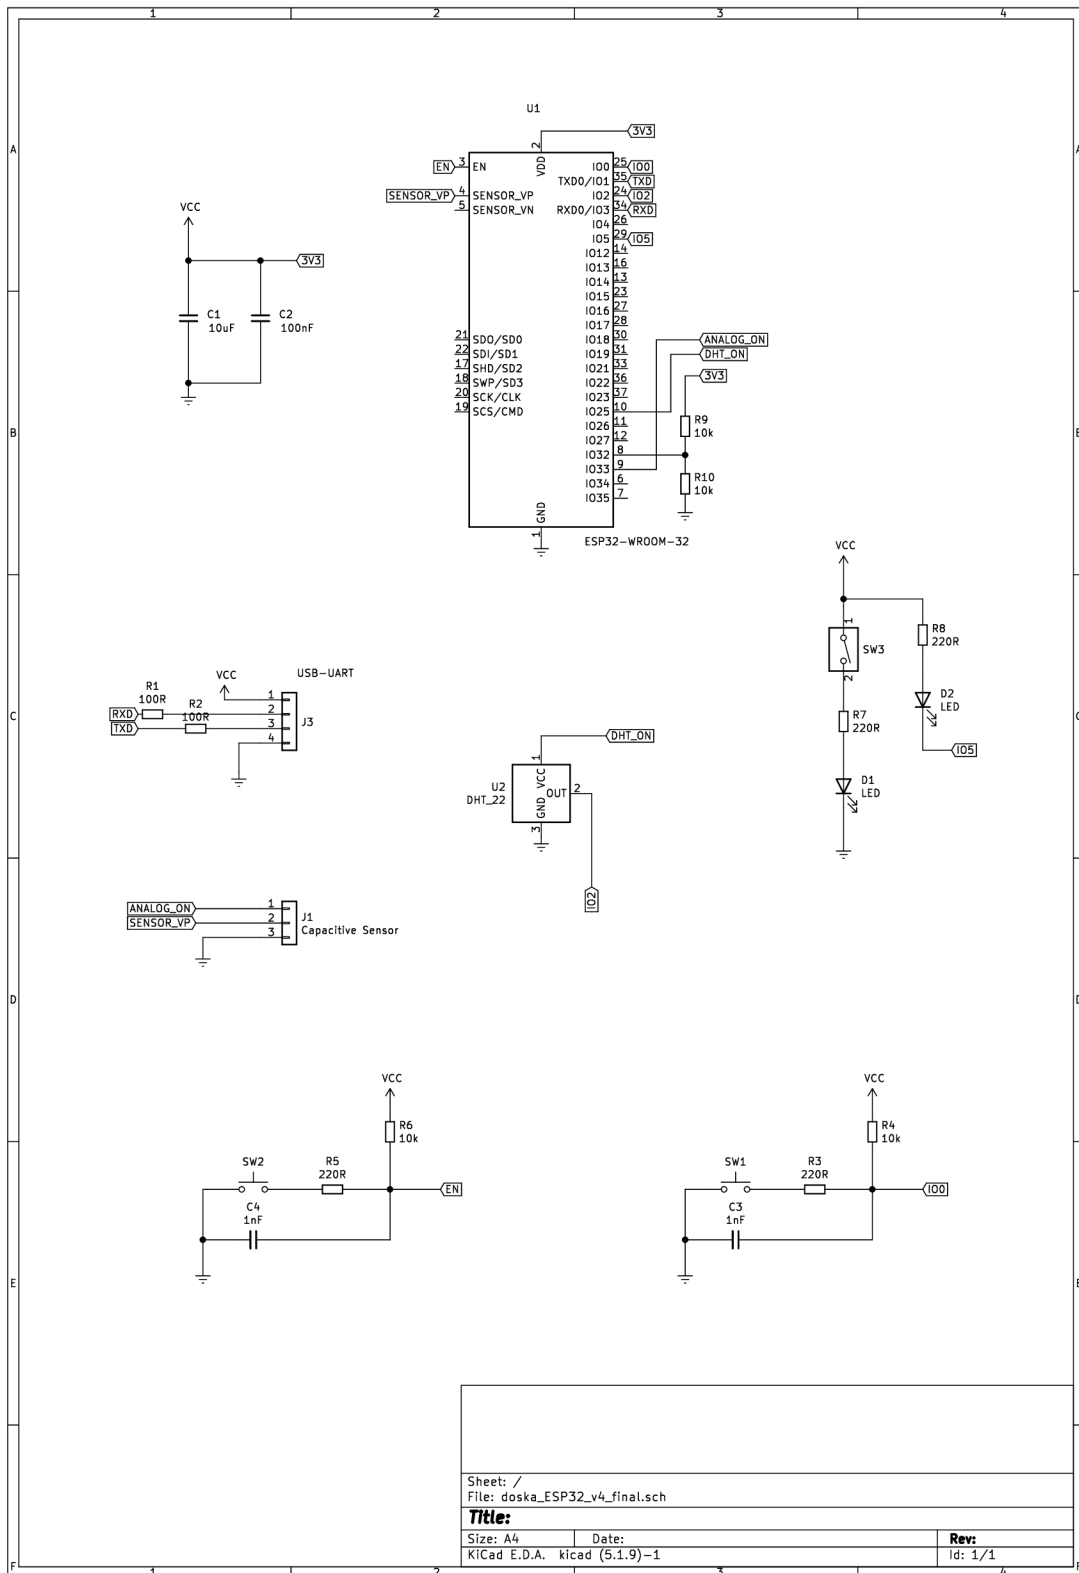 1 2 3 4
A A
U1
3V3
2
VDD
EN 3 EN
SENSOR_VP 4 SENSOR_VP
5 SENSOR_VN
IO0 25 IO0
TXD0/IO1 35 TXD
IO2 24 IO2
RXD0/IO3 34 RXD
IO4 26
IO5 29 IO5
IO12 14
IO13 16
IO14 13
IO15 23
IO16 27
IO17 28
IO18 30
IO19 31
IO21 33
IO22 36
IO23 37
IO25 10
IO26 11
IO27 12
IO32 8
IO33 9
IO34 6
IO35 7
21 SDO/SD0
22 SDI/SD1
17 SHD/SD2
18 SWP/SD3
20 SCK/CLK
19 SCS/CMD
GND
1
ESP32-WROOM-32
ANALOG_ON
DHT_ON
3V3
R9
10k
R10
10k
VCC
3V3
C1
10uF
C2
100nF
B B
VCC
1
SW3
2
R8
220R
R7
220R
D2
LED
IO5
D1
LED
C C
USB-UART
VCC
R1
100R
R2
100R
RXD
TXD
1
2
3
4
J3
DHT_ON
1
VCC
U2
DHT_22
OUT 2
GND
3
IO2
ANALOG_ON 1
SENSOR_VP 2
3
J1
Capacitive Sensor
D D
VCC
R6
10k
SW2
R5
220R
EN
C4
1nF
VCC
R4
10k
SW1
R3
220R
IO0
C3
1nF
E E
Sheet: /
File: doska_ESP32_v4_final.sch
Title:
Size: A4 Date: Rev:
KiCad E.D.A. kicad (5.1.9)-1 Id: 1/1
F F
1 2 3 4